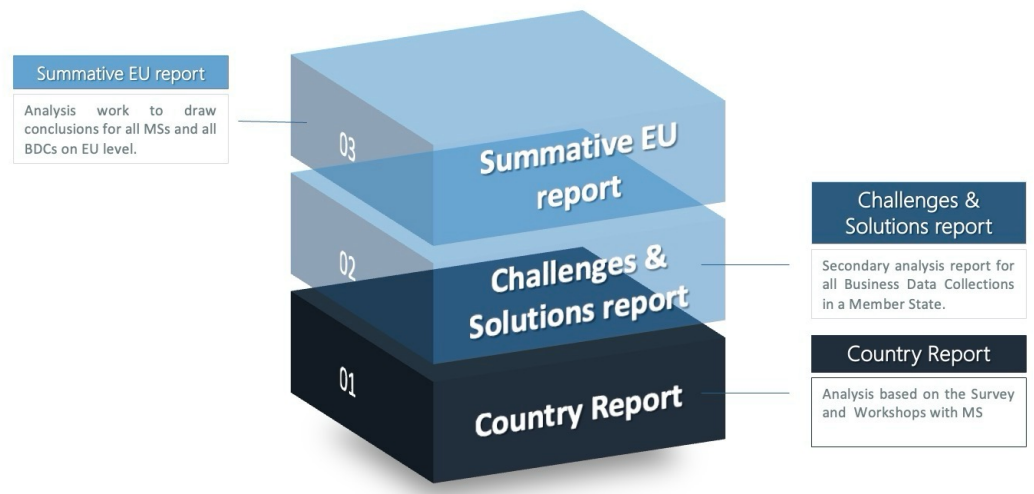 Summative EU report
Analysis work to draw
conclusions for all MSs and all
BDCs on EU level.
03
Summative EU
report
02
Challenges &
Solutions report
01
Country Report
Challenges &
Solutions report
Secondary analysis report for
all Business Data Collections
in a Member State.
Country Report
Analysis based on the Survey
and Workshops with MS